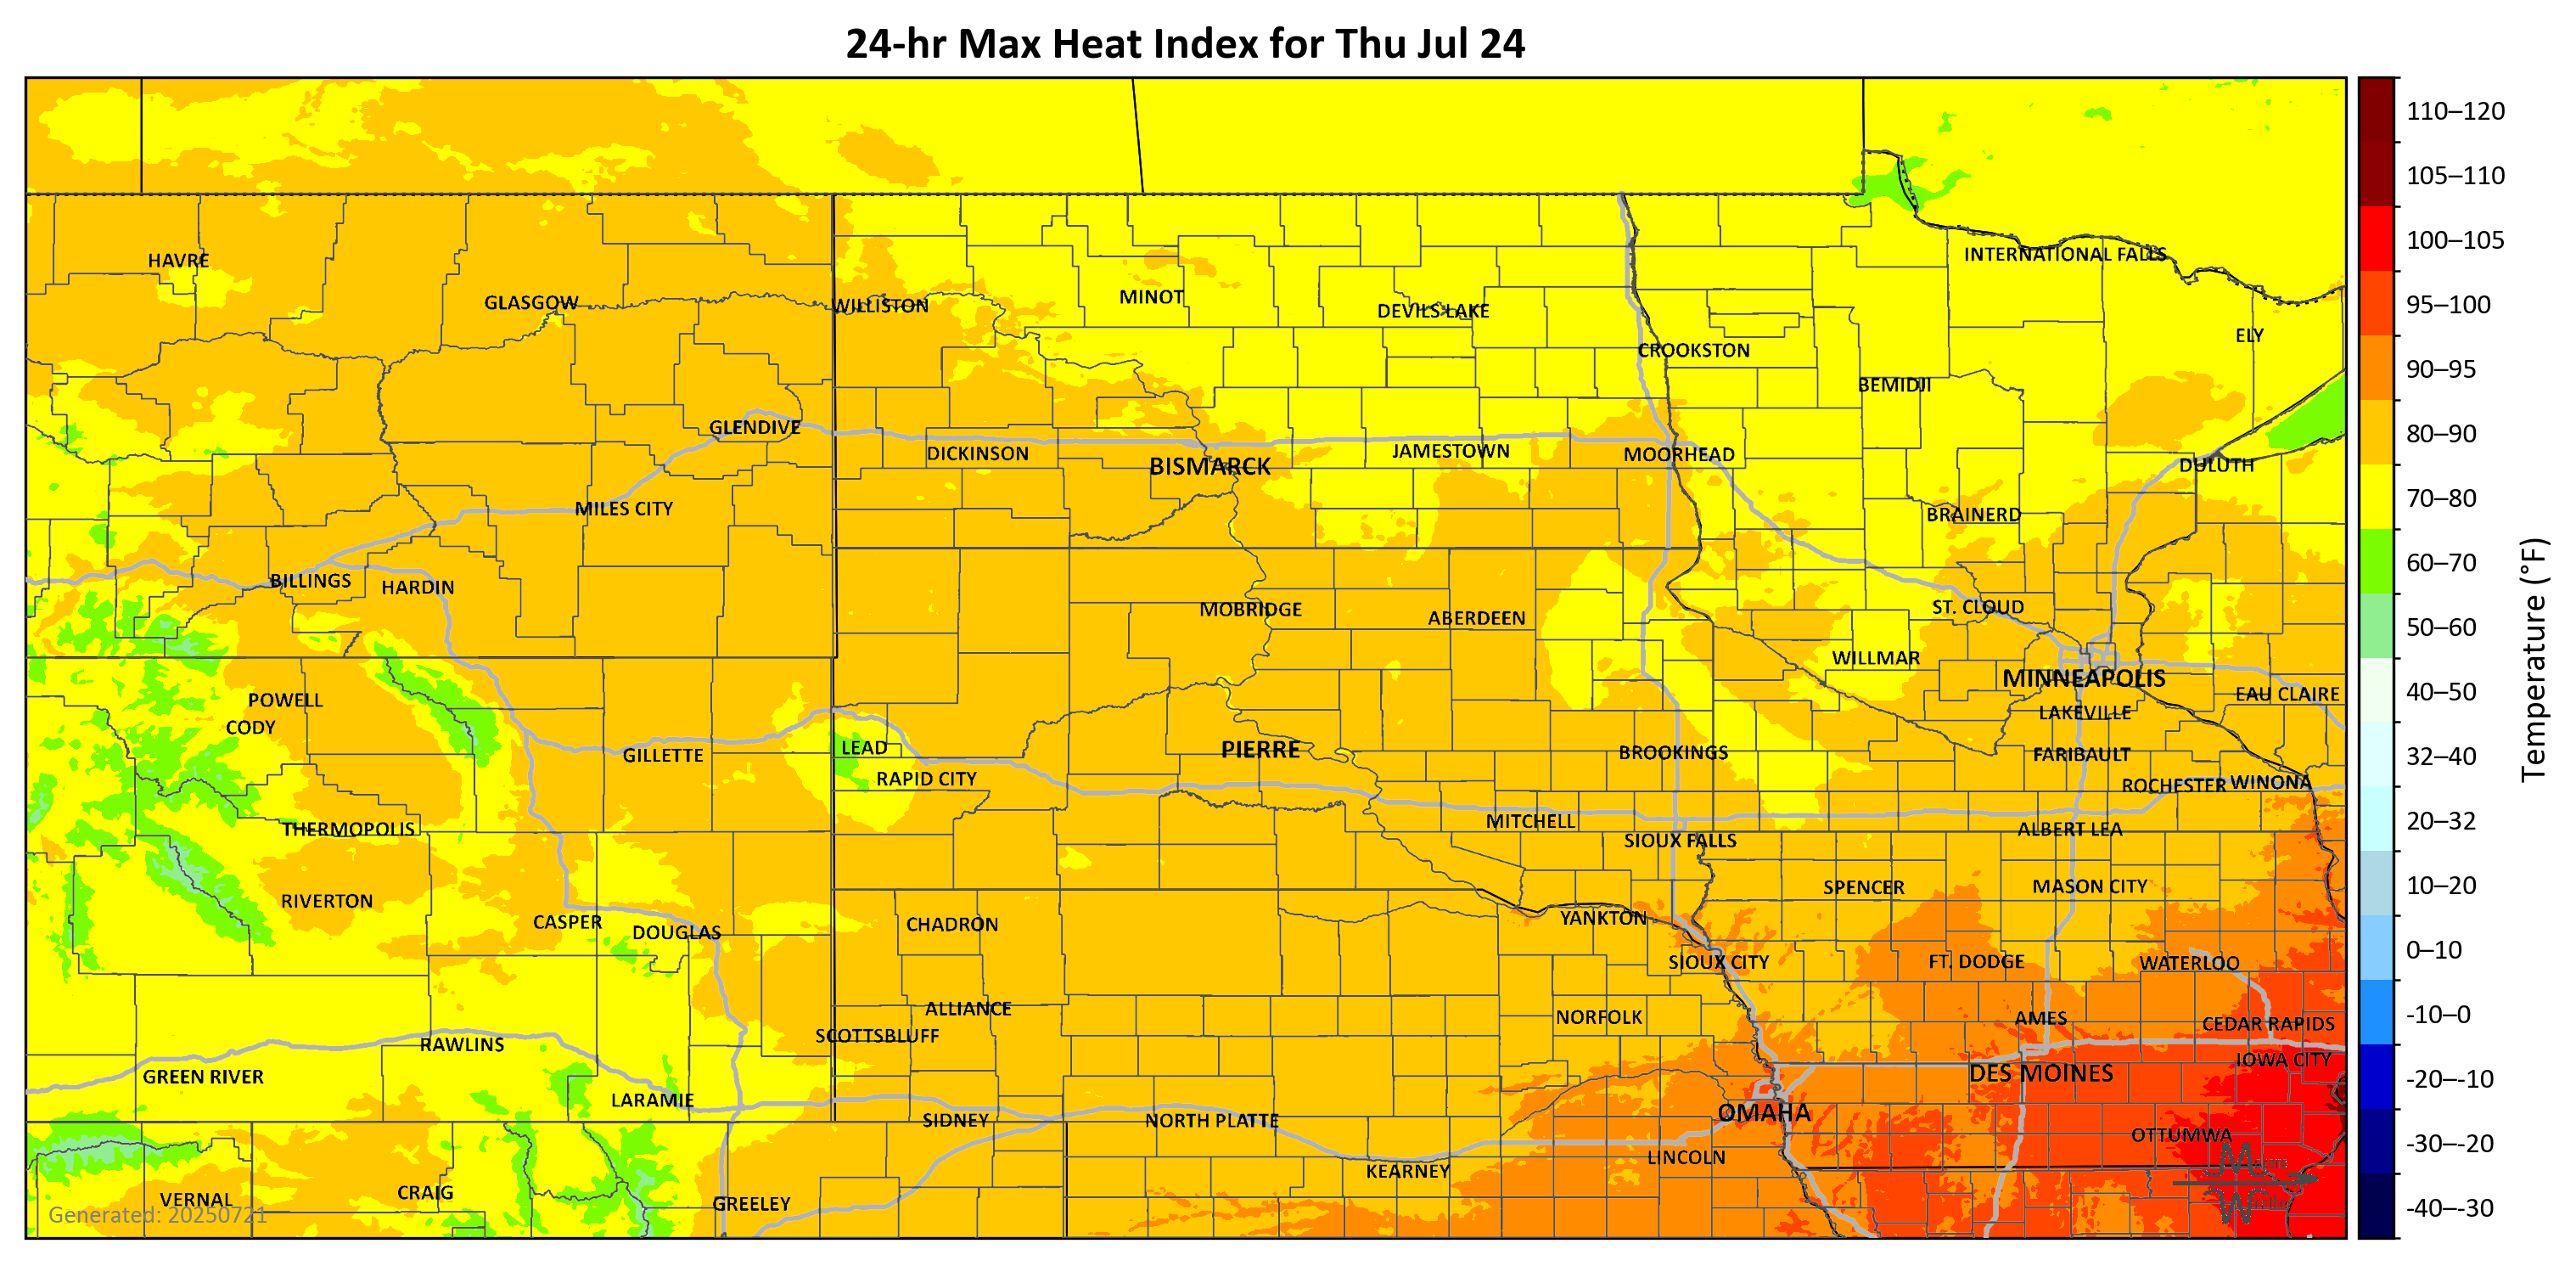 24-hr Max Heat Index for Thu Jul 24
110–120
105–110
100–105
95–100
90–95
80–90
70–80
60–70
50–60
40–50
32–40
20–32
10–20
0–10
-10–0
-20–-10
-30–-20
-40–-30
Temperature (°F)
HAVRE
INTERNATIONAL FALLS
GLASGOW
WILLISTON
MINOT
DEVILS LAKE
ELY
CROOKSTON
BEMIDJI
GLENDIVE
DICKINSON
BISMARCK
JAMESTOWN
MOORHEAD
DULUTH
MILES CITY
BRAINERD
BILLINGS
HARDIN
MOBRIDGE
ABERDEEN
ST. CLOUD
WILLMAR
MINNEAPOLIS
EAU CLAIRE
POWELL
CODY
LAKEVILLE
GILLETTE
LEAD
PIERRE
BROOKINGS
FARIBAULT
RAPID CITY
ROCHESTER
WINONA
THERMOPOLIS
MITCHELL
SIOUX FALLS
ALBERT LEA
RIVERTON
SPENCER
MASON CITY
CASPER
DOUGLAS
CHADRON
YANKTON
SIOUX CITY
FT. DODGE
WATERLOO
ALLIANCE
NORFOLK
AMES
CEDAR RAPIDS
SCOTTSBLUFF
RAWLINS
IOWA CITY
GREEN RIVER
DES MOINES
LARAMIE
SIDNEY
NORTH PLATTE
OMAHA
OTTUMWA
LINCOLN
KEARNEY
VERNAL
CRAIG
GREELEY
Generated: 20250721